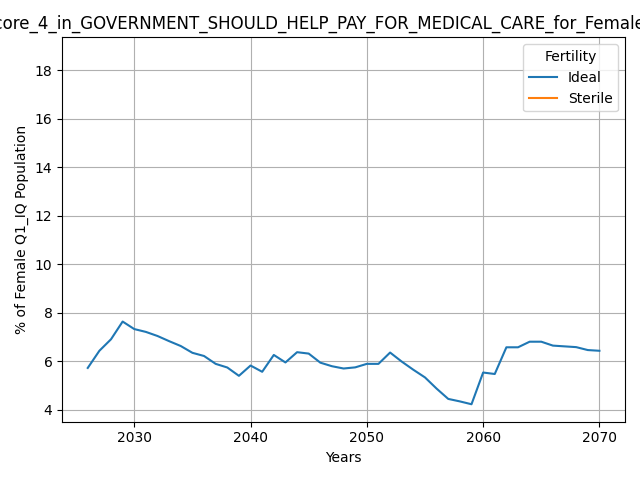 core_4_in_GOVERNMENT_SHOULD_HELP_PAY_FOR_MEDICAL_CARE_for_Female
Fertility
Ideal
Sterile
% of Female Q1_IQ Population
18
16
14
12
10
8
6
4
2030 2040 2050 2060 2070
Years